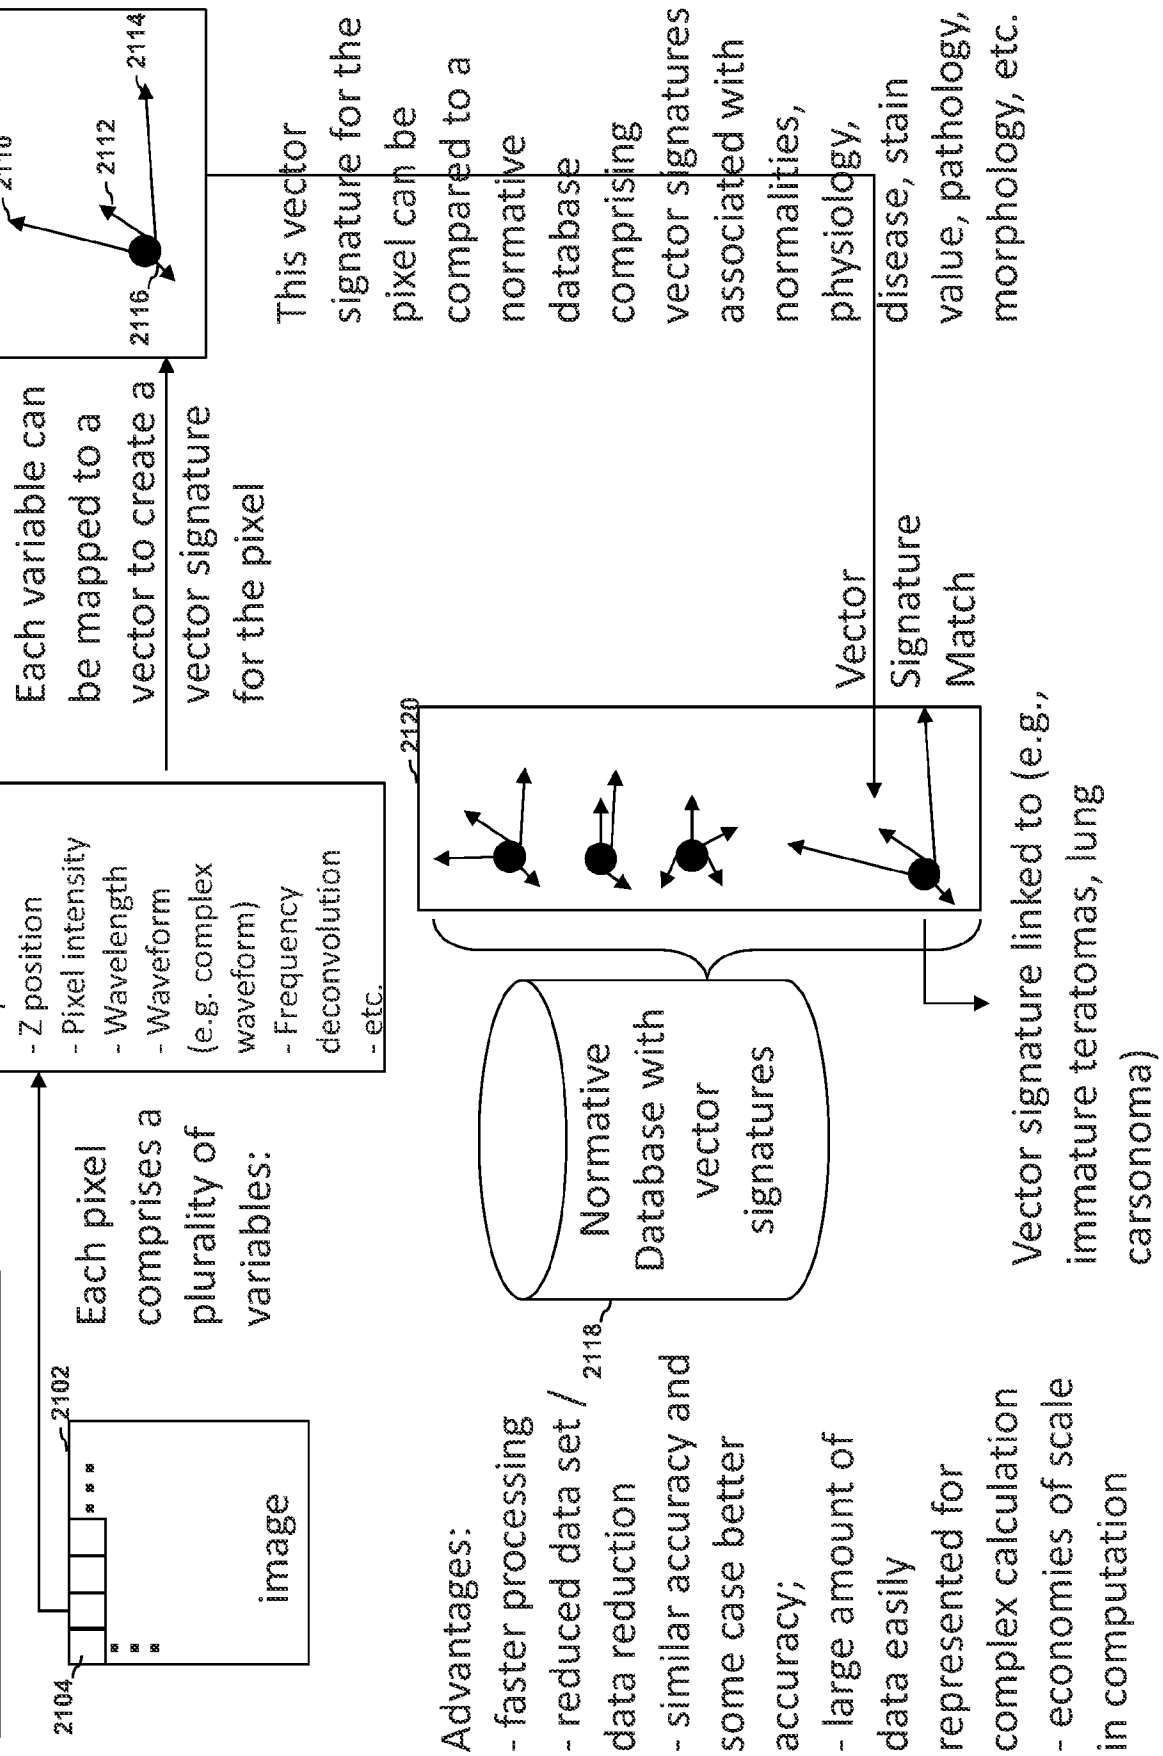 2102
2104
image
Each pixel
comprises a
plurality of
variables:
- Z position
- Pixel intensity
- Wavelength
- Waveform
(e.g. complex
waveform)
- Frequency
deconvolution
- etc.
Each variable can
be mapped to a
vector to create a
vector signature
for the pixel
2112
2114
2116
This vector
signature for the
pixel can be
compared to a
normative
database
comprising
vector signatures
associated with
normalities,
physiology,
disease, stain
value, pathology,
morphology, etc.
Advantages:
- faster processing
- reduced data set /
data reduction
- similar accuracy and
some case better
accuracy;
- large amount of
data easily
represented for
complex calculation
- economies of scale
in computation
2118
Normative
Database with
vector
signatures
2120
Vector
Signature
Match
Vector signature linked to (e.g.,
immature teratomas, lung
carsonoma)